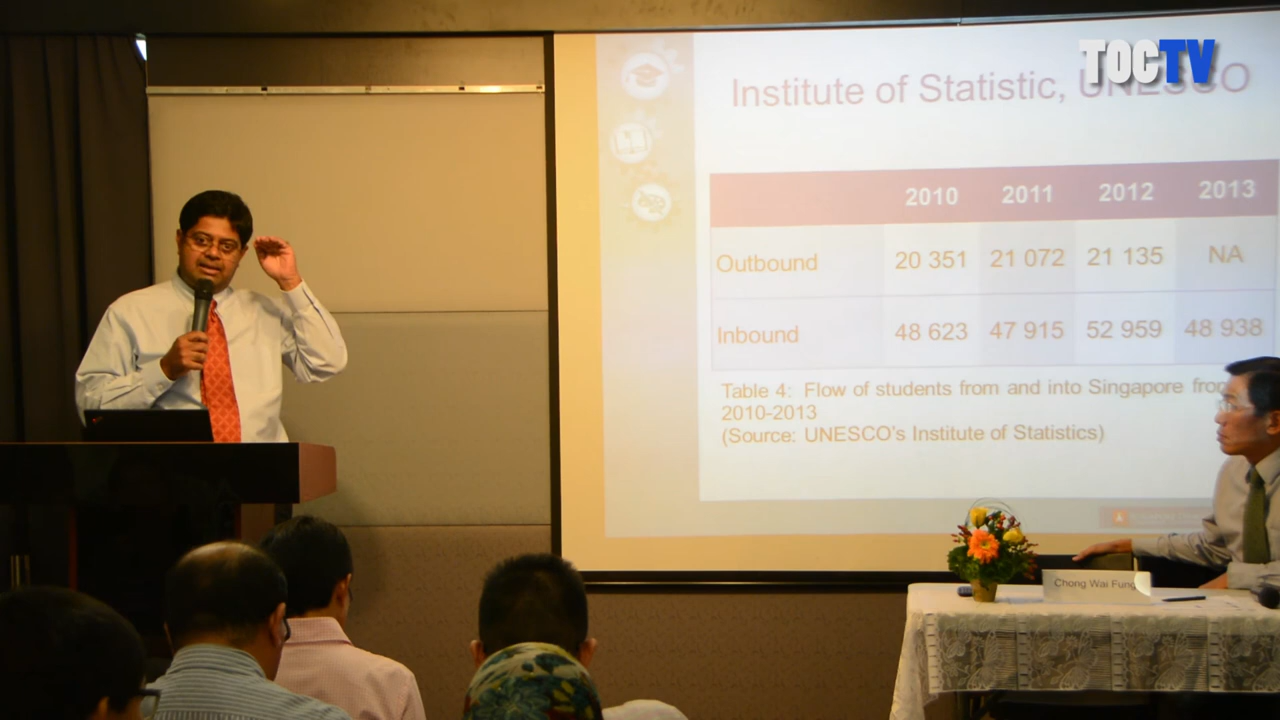 TOCTV
Institute of Statistic, UNESCO
2010 2011 2012 2013
Outbound 20 351 21 072 21 135 NA
Inbound 48 623 47 915 52 959 48 938
Table 4: Flow of students from and into Singapore from
2010-2013
(Source: UNESCO's Institute of Statistics)
Chong Wai Fung